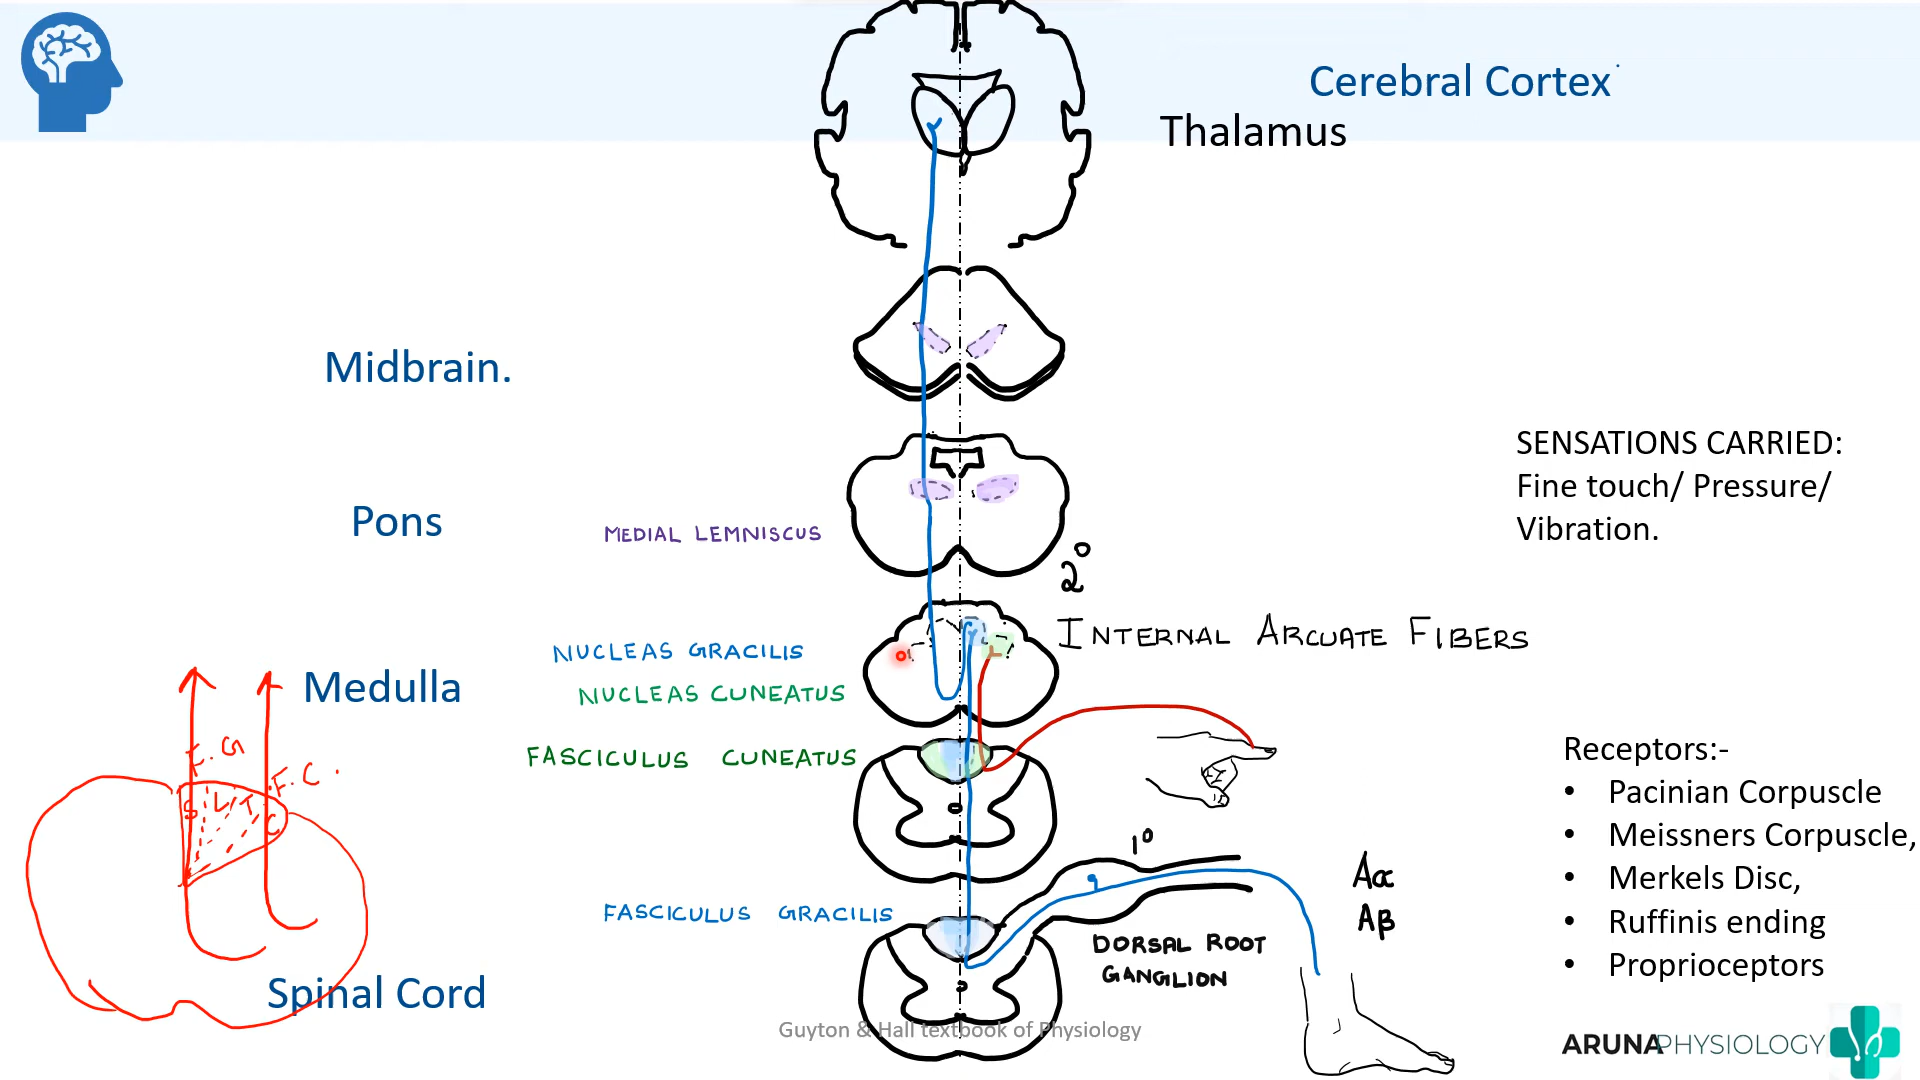 Cerebral Cortex
Thalamus
Midbrain.
SENSATIONS CARRIED:
Fine touch/ Pressure/
Vibration.
Pons
MEDIAL LEMNISCUS
2°
INTERNAL ARCUATE FIBERS
NUCLEAS GRACILIS
Medulla
NUCLEAS CUNEATUS
F.G
F.C.
S L T C
FASCICULUS CUNEATUS
Receptors:-
• Pacinian Corpuscle
• Meissners Corpuscle,
• Merkels Disc,
• Ruffinis ending
• Proprioceptors
1°
Aα
Aβ
FASCICULUS GRACILIS
DORSAL ROOT
GANGLION
Spinal Cord
Guyton & Hall textbook of Physiology
ARUNAPHYSIOLOGY